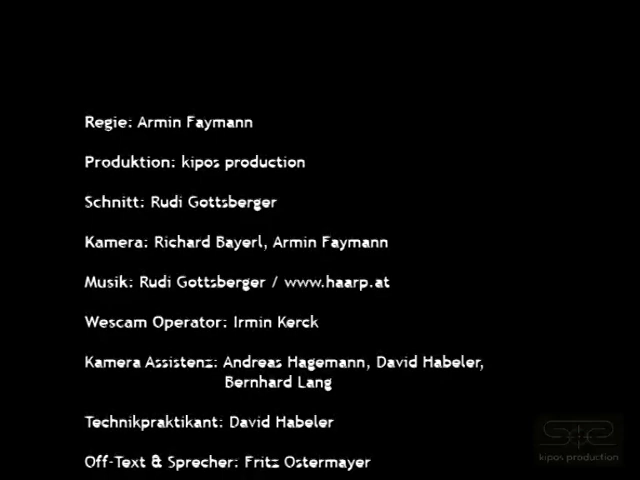 Regie: Armin Faymann
Produktion: kipos production
Schnitt: Rudi Gottsberger
Kamera: Richard Bayerl, Armin Faymann
Musik: Rudi Gottsberger / www.haarp.at
Wescam Operator: Irmin Kerck
Kamera Assistenz: Andreas Hagemann, David Habeler,
Bernhard Lang
Technikpraktikant: David Habeler
Off-Text & Sprecher: Fritz Ostermayer
kipos production